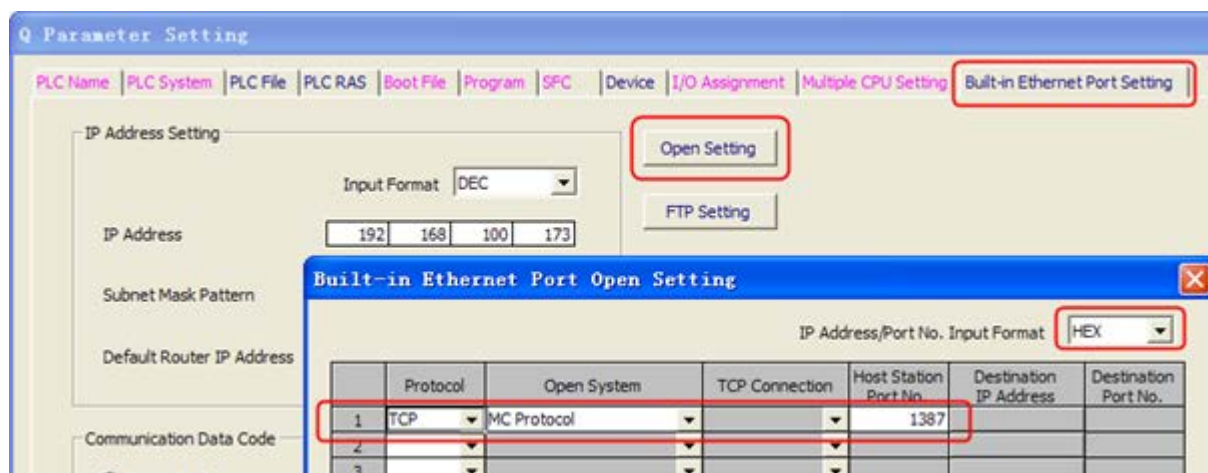 Q Parameter Setting
PLC Name PLC System PLC File PLC RAS Boot File Program SFC Device I/O Assignment Multiple CPU Setting Built-in Ethernet Port Setting
IP Address Setting
Open Setting
Input Format DEC
FTP Setting
IP Address 192 168 100 173
Built-in Ethernet Port Open Setting
Subnet Mask Pattern
IP Address/Port No. Input Format HEX
Default Router IP Address
Protocol Open System TCP Connection Host Station Port No. Destination IP Address Destination Port No.
1 TCP MC Protocol 1387
Communication Data Code
2
3